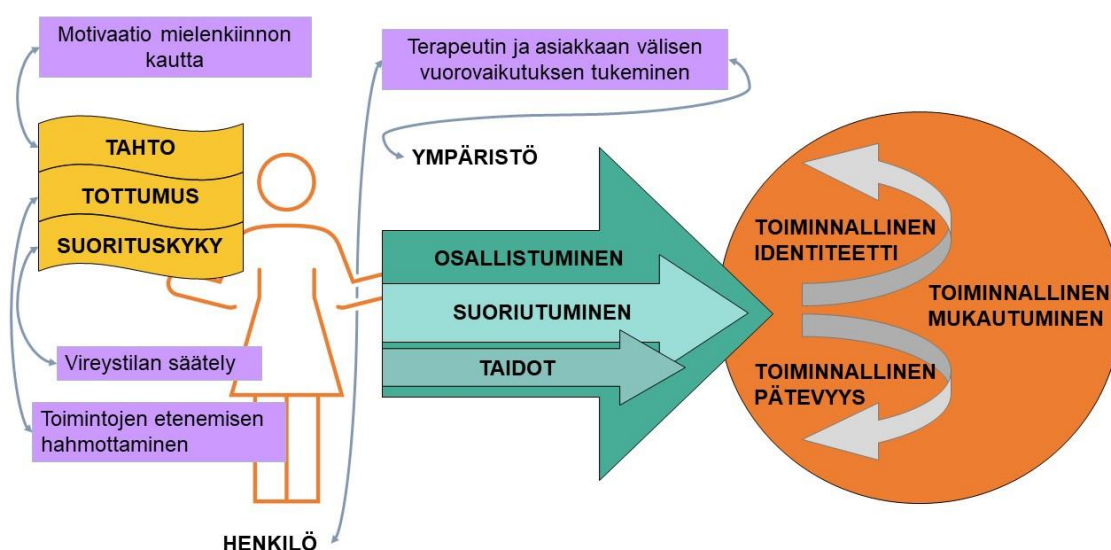 Motivaatio mielenkiinnon
kautta
Terapeutin ja asiakkaan välisen
vuorovaikutuksen tukeminen
TAHTO
TOTTUMUS
SUORITUSKYKY
YMPÄRISTÖ
OSALLISTUMINEN
SUORIUTUMINEN
TAIDOT
TOIMINNALLINEN
IDENTITEETTI
TOIMINNALLINEN
MUKAUTUMINEN
TOIMINNALLINEN
PÄTEVYYS
Vireystilan säätely
Toimintojen etenemisen
hahmottaminen
HENKILÖ